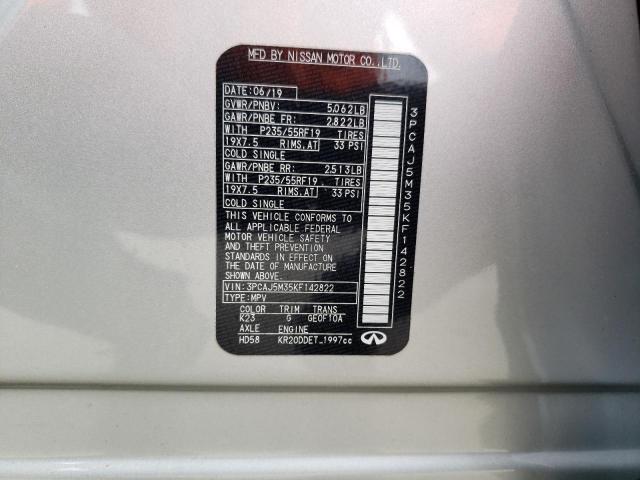 MFD BY NISSAN MOTOR CO.,LTD.
DATE: 06/19
GVWR/PNBV: 5,062LB
GAWR/PNBE FR: 2,822LB
WITH P235/55RF19 TIRES
19X7.5 RIMS,AT 33 PSI
COLD SINGLE
GAWR/PNBE RR: 2,513LB
WITH P235/55RF19 TIRES
19X7.5 RIMS,AT 33 PSI
COLD SINGLE
THIS VEHICLE CONFORMS TO
ALL APPLICABLE FEDERAL
MOTOR VEHICLE SAFETY
AND THEFT PREVENTION
STANDARDS IN EFFECT ON
THE DATE OF MANUFACTURE
SHOWN ABOVE.
VIN: 3PCAJ5M35KF142822
TYPE: MPV
COLOR TRIM TRANS
K23 G GE0F10A
AXLE ENGINE
HD58 KR20DDET_1997cc
3PCAJ5M35KF142822